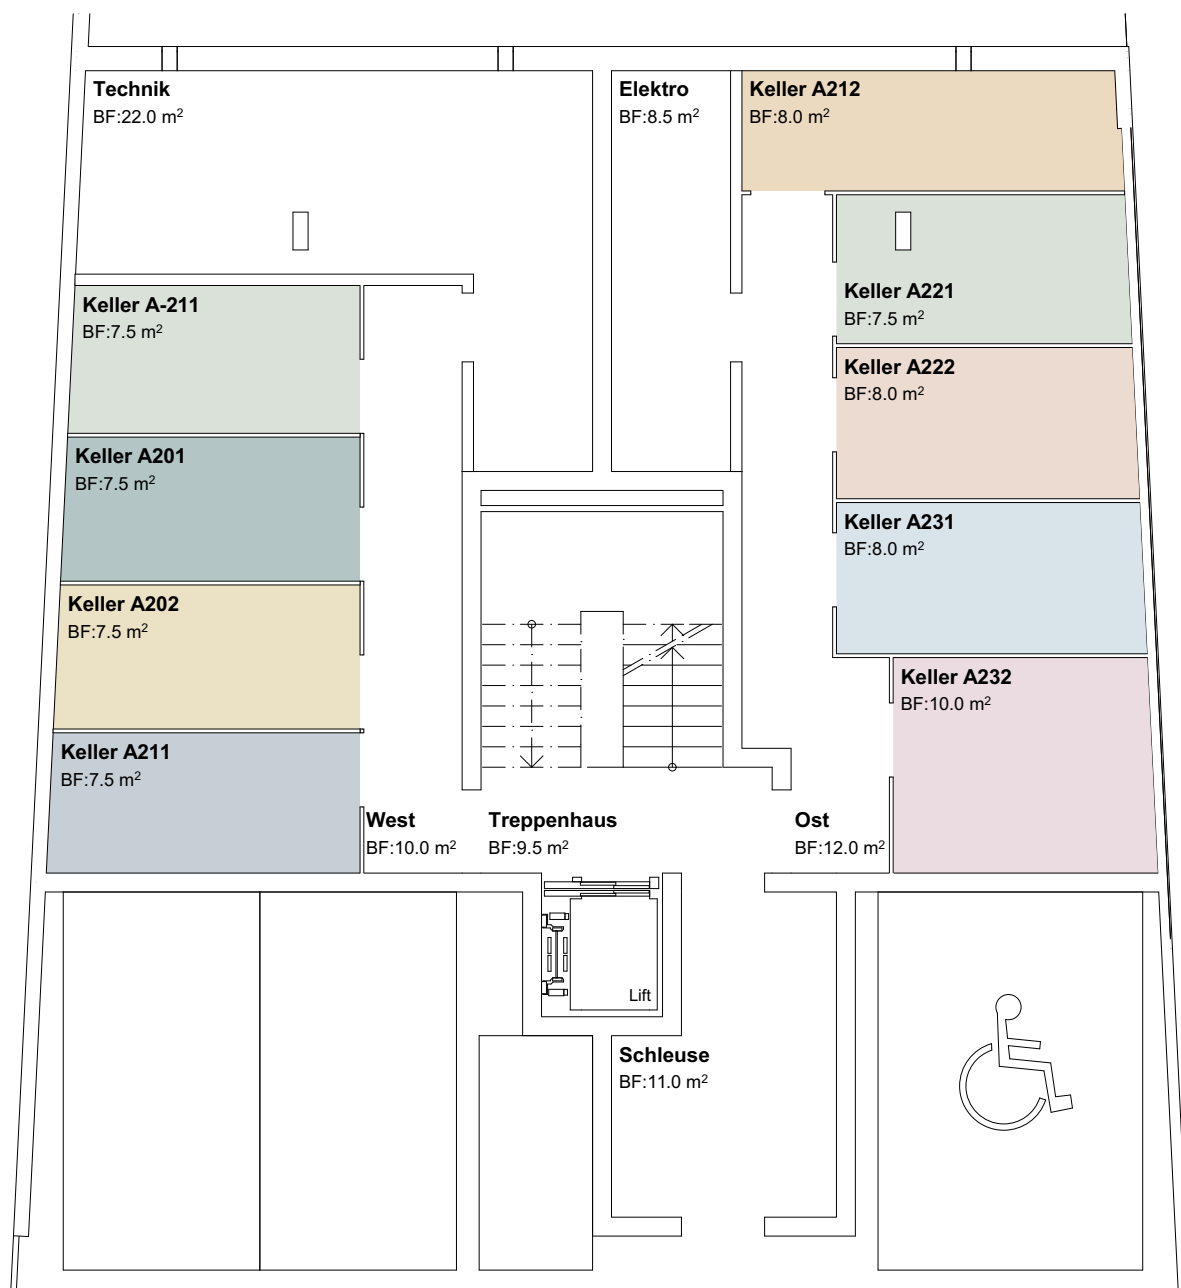 Technik
BF:22.0 m²
Elektro
BF:8.5 m²
Keller A212
BF:8.0 m²
Keller A-211
BF:7.5 m²
Keller A221
BF:7.5 m²
Keller A222
BF:8.0 m²
Keller A201
BF:7.5 m²
Keller A231
BF:8.0 m²
Keller A202
BF:7.5 m²
Keller A232
BF:10.0 m²
Keller A211
BF:7.5 m²
West
BF:10.0 m²
Treppenhaus
BF:9.5 m²
Ost
BF:12.0 m²
Lift
Schleuse
BF:11.0 m²